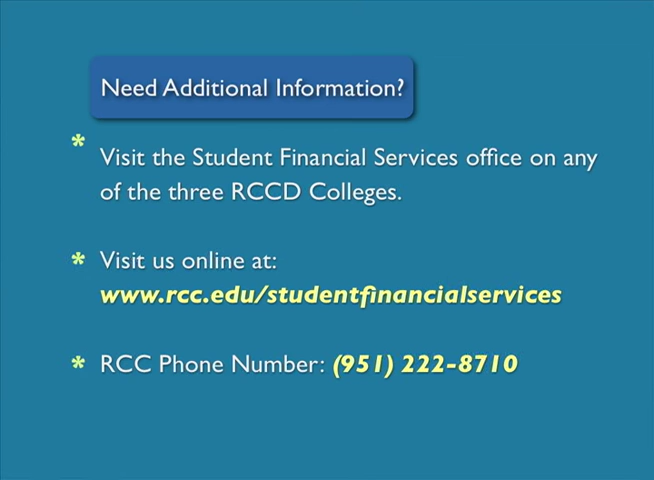 Need Additional Information?
* Visit the Student Financial Services office on any
of the three RCCD Colleges.
* Visit us online at:
www.rcc.edu/studentfinancialservices
* RCC Phone Number: (951) 222-8710